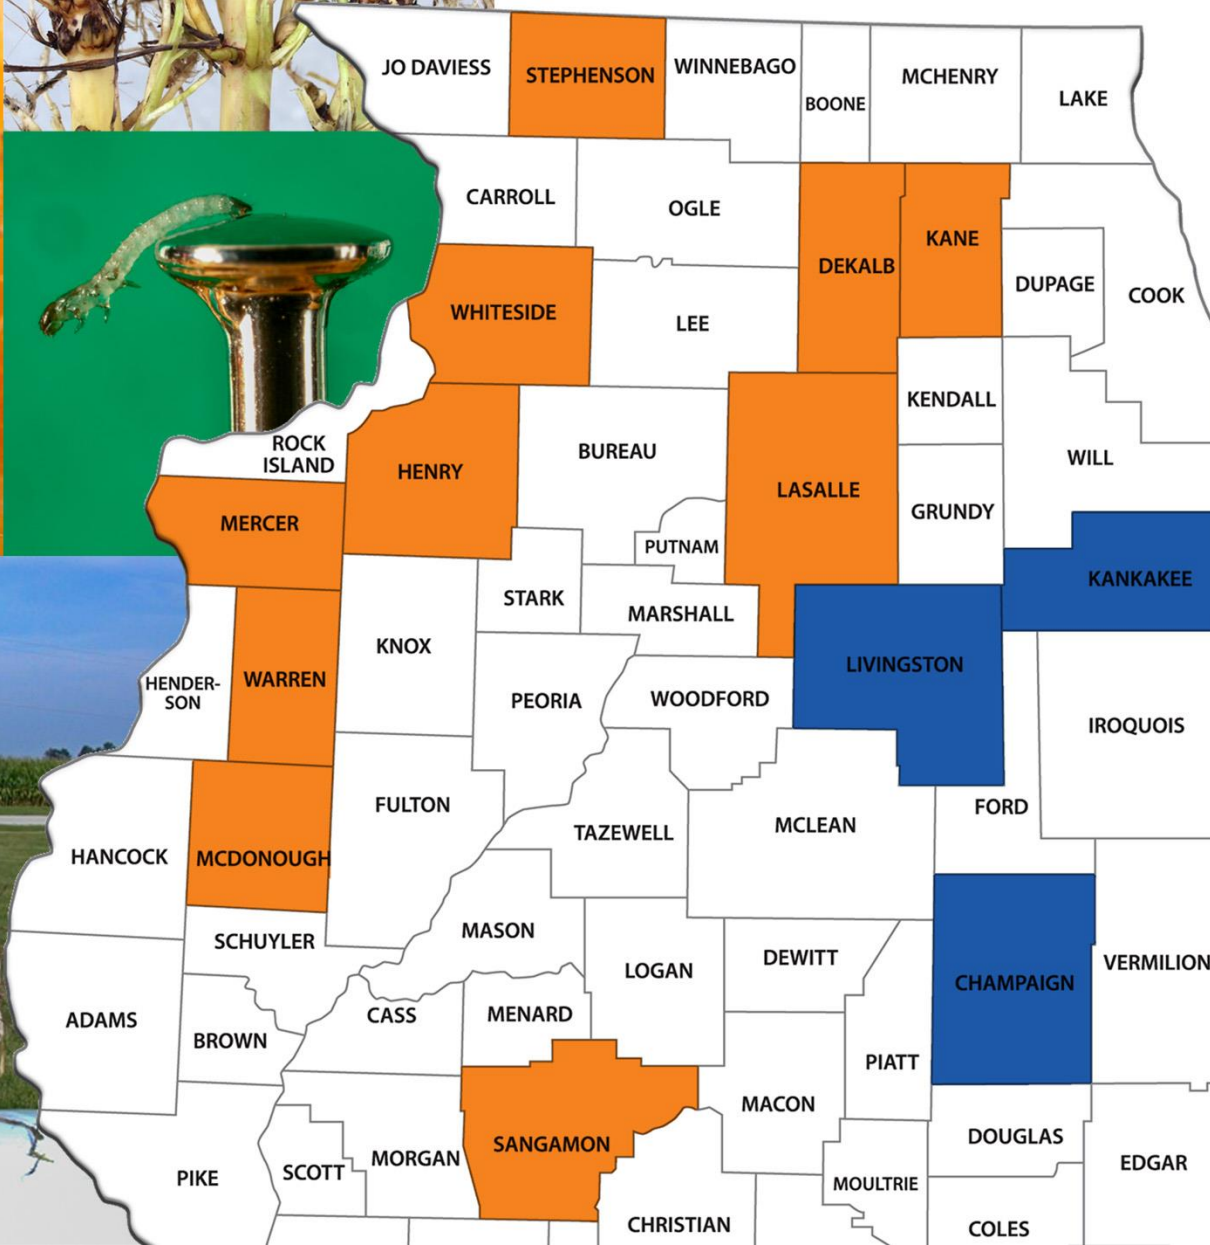 JO DAVIESS
STEPHENSON
WINNEBAGO
BOONE
MCHENRY
LAKE
CARROLL
OGLE
DEKALB
KANE
DUPAGE
COOK
WHITESIDE
LEE
ROCK
ISLAND
HENRY
BUREAU
LASALLE
KENDALL
WILL
MERCER
PUTNAM
GRUNDY
KANKAKEE
HENDER-
SON
WARREN
KNOX
STARK
MARSHALL
PEORIA
WOODFORD
LIVINGSTON
IROQUOIS
HANCOCK
MCDONOUGH
FULTON
TAZEWELL
MCLEAN
FORD
SCHUYLER
MASON
LOGAN
DEWITT
CHAMPAIGN
VERMILION
ADAMS
BROWN
CASS
MENARD
PIATT
MACON
PIKE
SCOTT
MORGAN
SANGAMON
CHRISTIAN
MOULTRIE
DOUGLAS
EDGAR
COLES